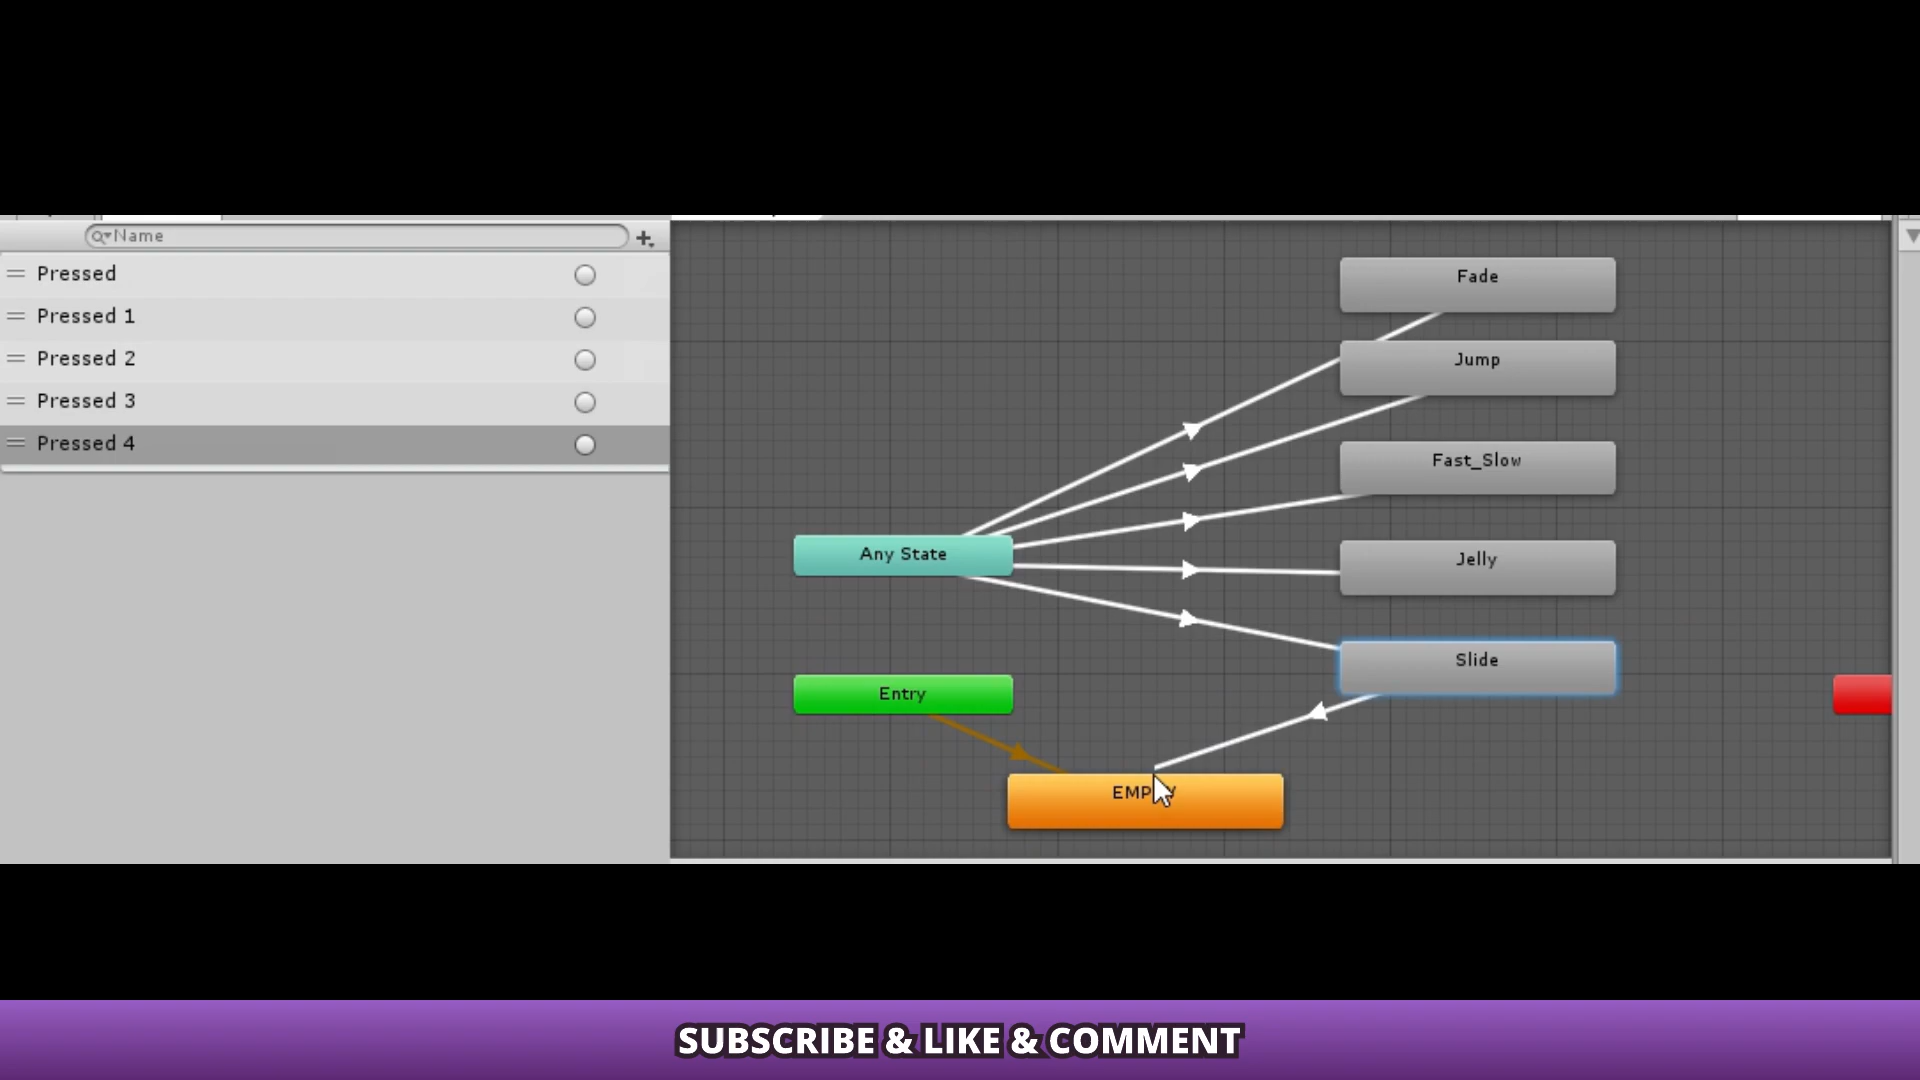 Name
Pressed
Pressed 1
Pressed 2
Pressed 3
Pressed 4
Fade
Jump
Fast_Slow
Jelly
Slide
Any State
Entry
SUBSCRIBE & LIKE & COMMENT